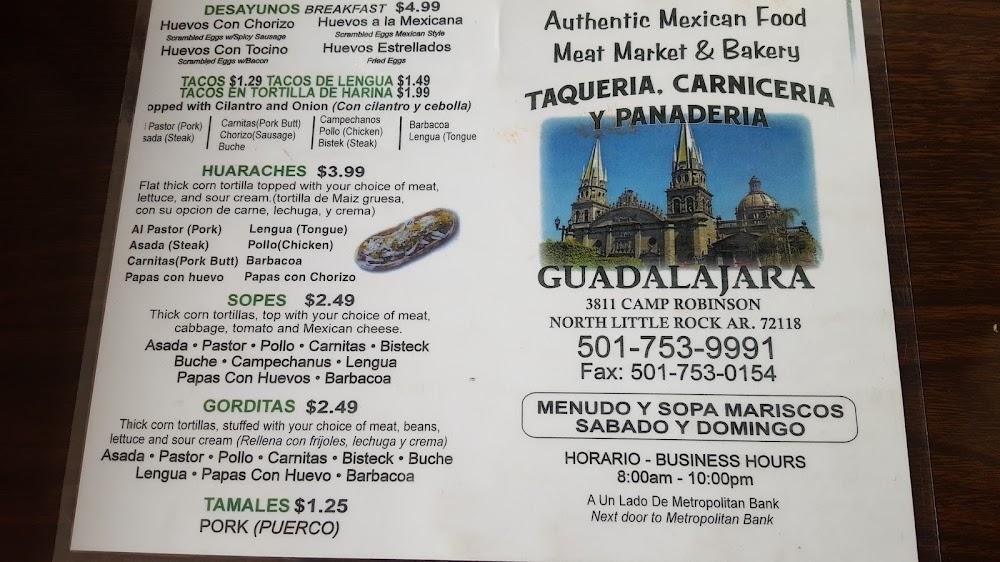 DESAYUNOS BREAKFAST $4.99
Huevos Con Chorizo
Scrambled Eggs w/Spicy Sausage
Huevos a la Mexicana
Scrambled Eggs Mexican Style
Huevos Con Tocino
Scrambled Eggs w/Bacon
Huevos Estrellados
Fried Eggs
TACOS $1.29 TACOS DE LENGUA $1.49
TACOS EN TORTILLA DE HARINA $1.99
opped with Cilantro and Onion (Con cilantro y cebolla)
Pastor (Pork)
sada (Steak)
Carnitas(Pork Butt)
Chorizo(Sausage)
Buche
Campechanos
Pollo (Chicken)
Bistek (Steak)
Barbacoa
Lengua (Tongue
HUARACHES $3.99
Flat thick corn tortilla topped with your choice of meat,
lettuce, and sour cream.(tortilla de Maiz gruesa,
con su opcion de carne, lechuga, y crema)
Al Pastor (Pork) Lengua (Tongue)
Asada (Steak) Pollo(Chicken)
Carnitas(Pork Butt) Barbacoa
Papas con huevo Papas con Chorizo
SOPES $2.49
Thick corn tortillas, top with your choice of meat,
cabbage, tomato and Mexican cheese.
Asada • Pastor • Pollo • Carnitas • Bisteck
Buche • Campechanus • Lengua
Papas Con Huevos • Barbacoa
GORDITAS $2.49
Thick corn tortillas, stuffed with your choice of meat, beans,
lettuce and sour cream (Rellena con frijoles, lechuga y crema)
Asada • Pastor • Pollo • Carnitas • Bisteck • Buche
Lengua • Papas Con Huevo • Barbacoa
TAMALES $1.25
PORK (PUERCO)
Authentic Mexican Food
Meat Market & Bakery
TAQUERIA, CARNICERIA
Y PANADERIA
GUADALAJARA
3811 CAMP ROBINSON
NORTH LITTLE ROCK AR. 72118
501-753-9991
Fax: 501-753-0154
MENUDO Y SOPA MARISCOS
SABADO Y DOMINGO
HORARIO - BUSINESS HOURS
8:00am - 10:00pm
A Un Lado De Metropolitan Bank
Next door to Metropolitan Bank